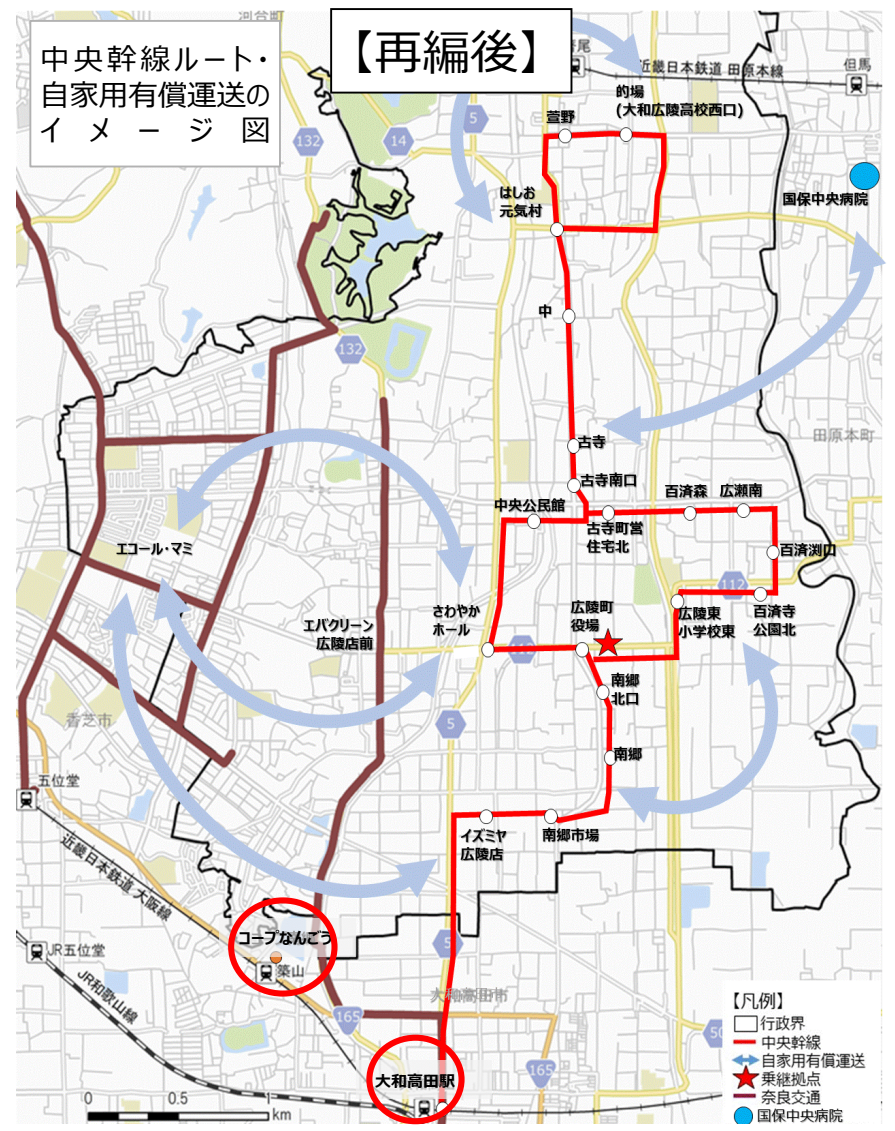 河合町
中央幹線ルート・
自家用有償運送の
イメージ図
【再編後】
近畿日本鉄道 田原本線
但馬
的場
(大和広陵高校西口)
萱野
5
14
132
はしお
元気村
国保中央病院
中
132
田原本町
古寺
古寺南口
百済森
広瀬南
中央公民館
古寺町営
住宅北
百済渕口
エコール・マミ
112
さわやか
ホール
広陵町
役場
広陵東
小学校東
百済寺
公園北
エバグリーン
広陵店前
南郷
北口
香芝市
5
南郷
五位堂
イズミヤ
広陵店
南郷市場
近畿日本鉄道 大阪線
コープなんごう
5
JR五位堂
築山
JR和歌山線
大和高田市
165
165
大和高田駅
0
0.5
1
km
【凡例】
行政界
中央幹線
自家用有償運送
乗継拠点
奈良交通
国保中央病院